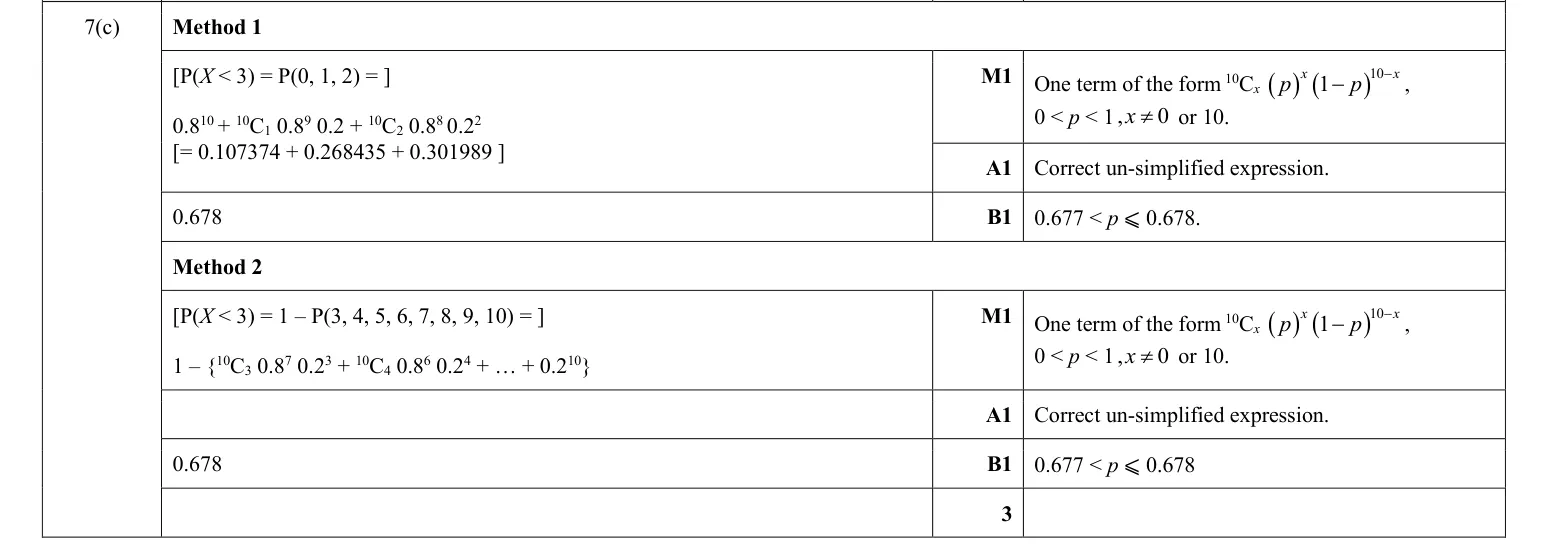 7(c) Method 1
[P(X < 3) = P(0, 1, 2) = ] M1 One term of the form ¹⁰Cₓ (p)ˣ(1 − p)¹⁰⁻ˣ ,
0.8¹⁰ + ¹⁰C₁ 0.8⁹ 0.2 + ¹⁰C₂ 0.8⁸ 0.2² 0 < p < 1 , x ≠ 0 or 10.
[= 0.107374 + 0.268435 + 0.301989 ]
A1 Correct un-simplified expression.
0.678 B1 0.677 < p ⩽ 0.678.
Method 2
[P(X < 3) = 1 – P(3, 4, 5, 6, 7, 8, 9, 10) = ] M1 One term of the form ¹⁰Cₓ (p)ˣ(1 − p)¹⁰⁻ˣ ,
1 – {¹⁰C₃ 0.8⁷ 0.2³ + ¹⁰C₄ 0.8⁶ 0.2⁴ + … + 0.2¹⁰} 0 < p < 1 , x ≠ 0 or 10.
A1 Correct un-simplified expression.
0.678 B1 0.677 < p ⩽ 0.678
3